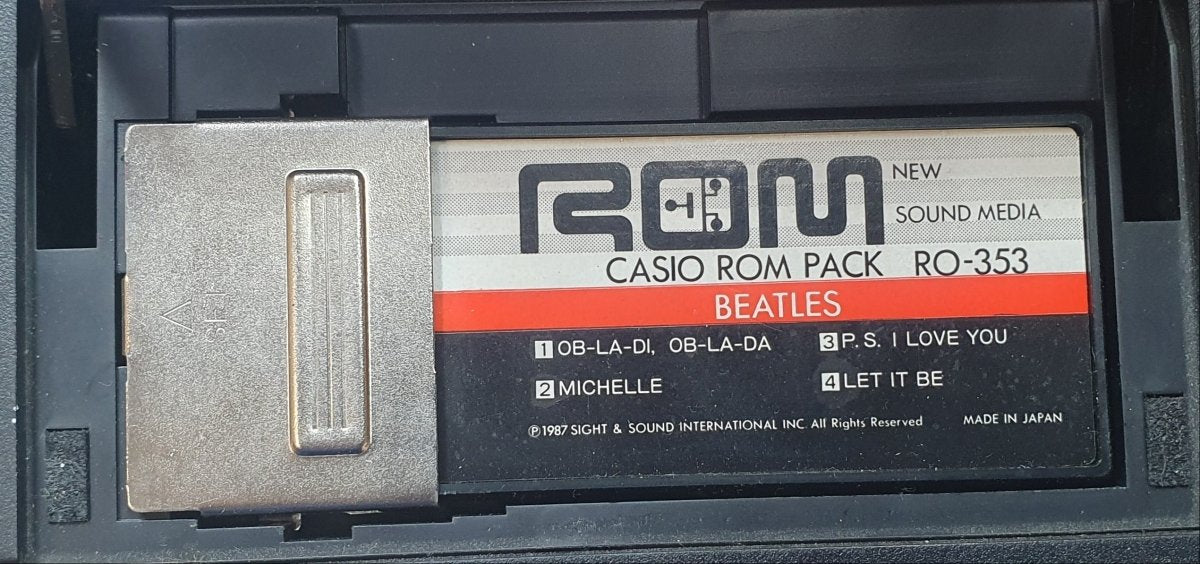 ROM NEW
SOUND MEDIA
CASIO ROM PACK RO-353
BEATLES
1 OB-LA-DI, OB-LA-DA
3 P.S. I LOVE YOU
2 MICHELLE
4 LET IT BE
℗1987 SIGHT & SOUND INTERNATIONAL INC. All Rights Reserved MADE IN JAPAN